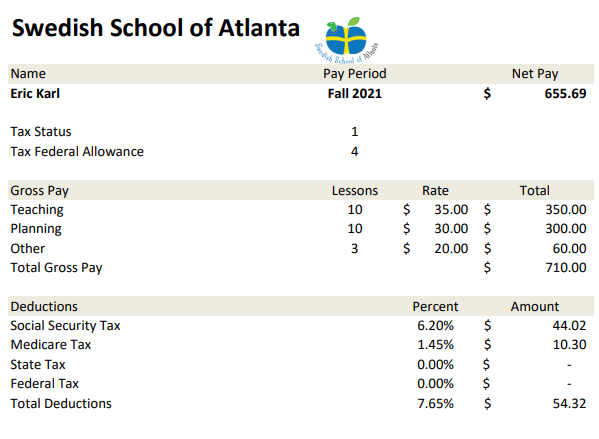 Swedish School of Atlanta
Swedish School of Atlanta
Name Pay Period Net Pay
Eric Karl Fall 2021 $ 655.69
Tax Status 1
Tax Federal Allowance 4
Gross Pay Lessons Rate Total
Teaching 10 $ 35.00 $ 350.00
Planning 10 $ 30.00 $ 300.00
Other 3 $ 20.00 $ 60.00
Total Gross Pay $ 710.00
Deductions Percent Amount
Social Security Tax 6.20% $ 44.02
Medicare Tax 1.45% $ 10.30
State Tax 0.00% $ -
Federal Tax 0.00% $ -
Total Deductions 7.65% $ 54.32